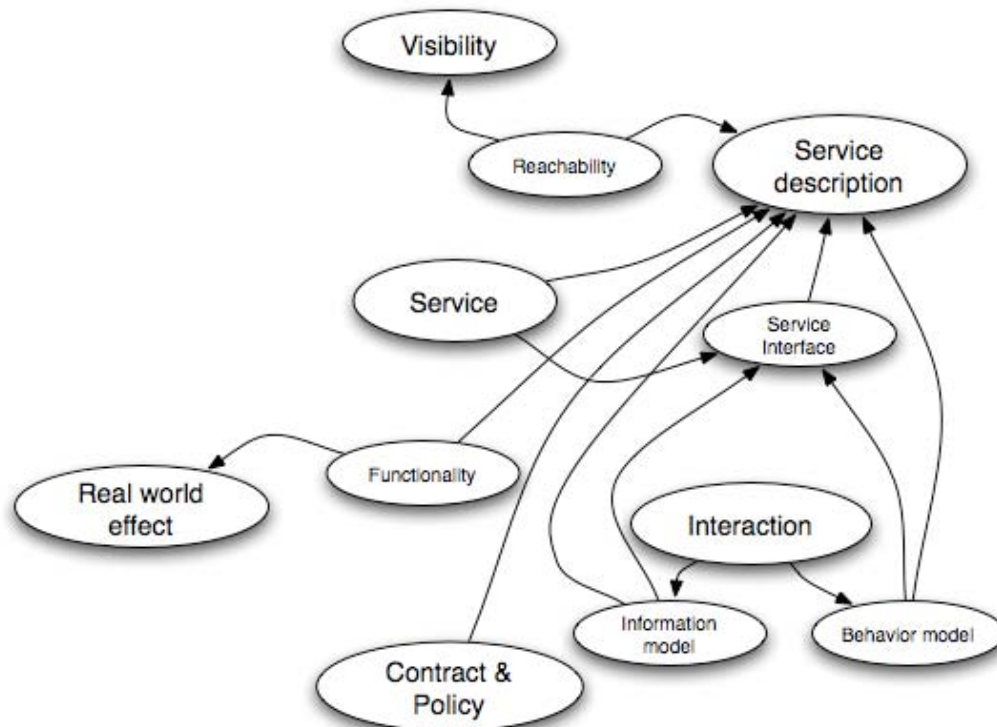 Visibility
Reachability
Service
description
Service
Service
Interface
Functionality
Real world
effect
Interaction
Information
model
Behavior model
Contract &
Policy